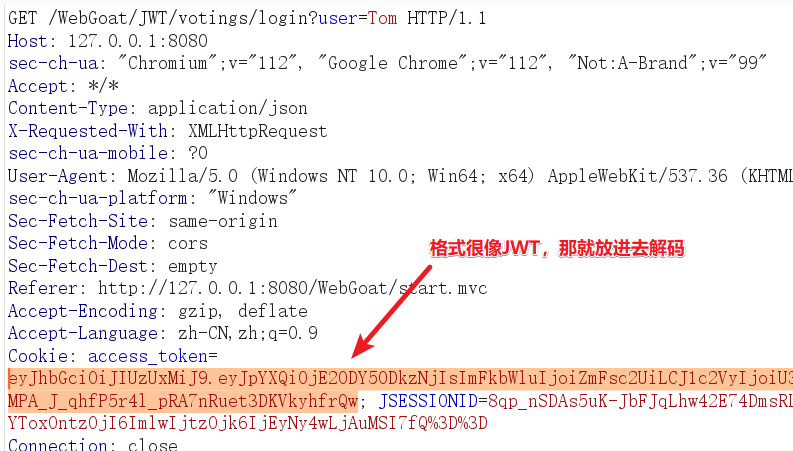 GET /WebGoat/JWT/votings/login?user=Tom HTTP/1.1
Host: 127.0.0.1:8080
sec-ch-ua: "Chromium";v="112", "Google Chrome";v="112", "Not:A-Brand";v="99"
Accept: */*
Content-Type: application/json
X-Requested-With: XMLHttpRequest
sec-ch-ua-mobile: ?0
User-Agent: Mozilla/5.0 (Windows NT 10.0; Win64; x64) AppleWebKit/537.36 (KHTML
sec-ch-ua-platform: "Windows"
Sec-Fetch-Site: same-origin
Sec-Fetch-Mode: cors
格式很像JWT，那就放进去解码
Sec-Fetch-Dest: empty
Referer: http://127.0.0.1:8080/WebGoat/start.mvc
Accept-Encoding: gzip, deflate
Accept-Language: zh-CN,zh;q=0.9
Cookie: access_token=
eyJhbGciOiJIUzUxMiJ9.eyJpYXQiOjE2ODY5ODkzNjIsImFkbWluIjoiZmFsc2UiLCJ1c2VyIjoiU3
MPA_J_qhfP5r4l_pRA7nRuet3DKVkyhfrQw; JSESSIONID=8qp_nSDAs5uK-JbFJqLhw42E74DmsRL
YToxOntzOjI6ImlwIjtzOjk6IjEyNy4wLjAuMSI7fQ%3D%3D
Connection: close